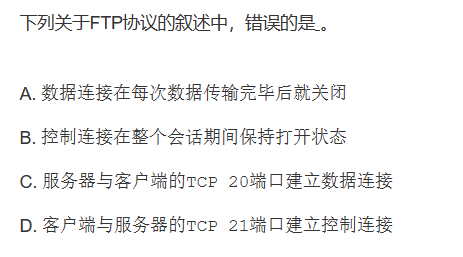 下列关于FTP协议的叙述中，错误的是_。
A. 数据连接在每次数据传输完毕后就关闭
B. 控制连接在整个会话期间保持打开状态
C. 服务器与客户端的TCP 20端口建立数据连接
D. 客户端与服务器的TCP 21端口建立控制连接